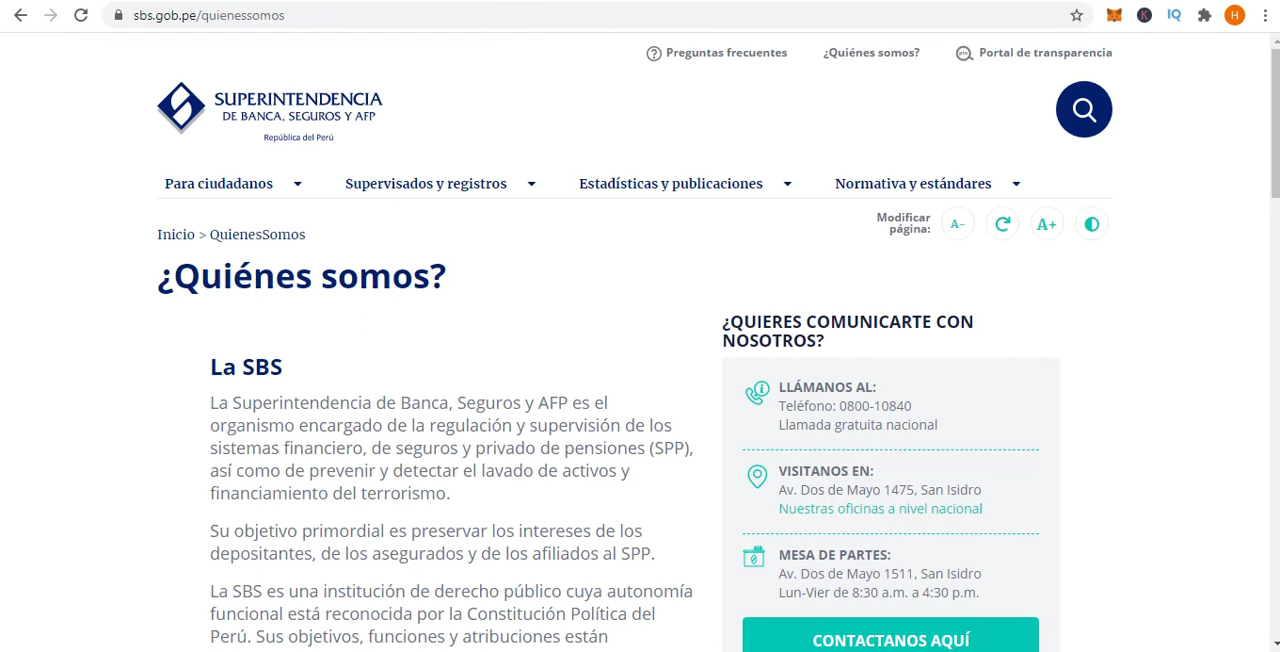 sbs.gob.pe/quienessomos
IQ
H
Preguntas frecuentes
¿Quiénes somos?
Portal de transparencia
SUPERINTENDENCIA
DE BANCA, SEGUROS Y AFP
República del Perú
Para ciudadanos
Supervisados y registros
Estadísticas y publicaciones
Normativa y estándares
Modificar
página:
A-
A+
Inicio > QuienesSomos
¿Quiénes somos?
La SBS
La Superintendencia de Banca, Seguros y AFP es el
organismo encargado de la regulación y supervisión de los
sistemas financiero, de seguros y privado de pensiones (SPP),
así como de prevenir y detectar el lavado de activos y
financiamiento del terrorismo.
Su objetivo primordial es preservar los intereses de los
depositantes, de los asegurados y de los afiliados al SPP.
La SBS es una institución de derecho público cuya autonomía
funcional está reconocida por la Constitución Política del
Perú. Sus objetivos, funciones y atribuciones están
¿QUIERES COMUNICARTE CON
NOSOTROS?
LLÁMANOS AL:
Teléfono: 0800-10840
Llamada gratuita nacional
VISITANOS EN:
Av. Dos de Mayo 1475, San Isidro
Nuestras oficinas a nivel nacional
MESA DE PARTES:
Av. Dos de Mayo 1511, San Isidro
Lun-Vier de 8:30 a.m. a 4:30 p.m.
CONTACTANOS AQUÍ